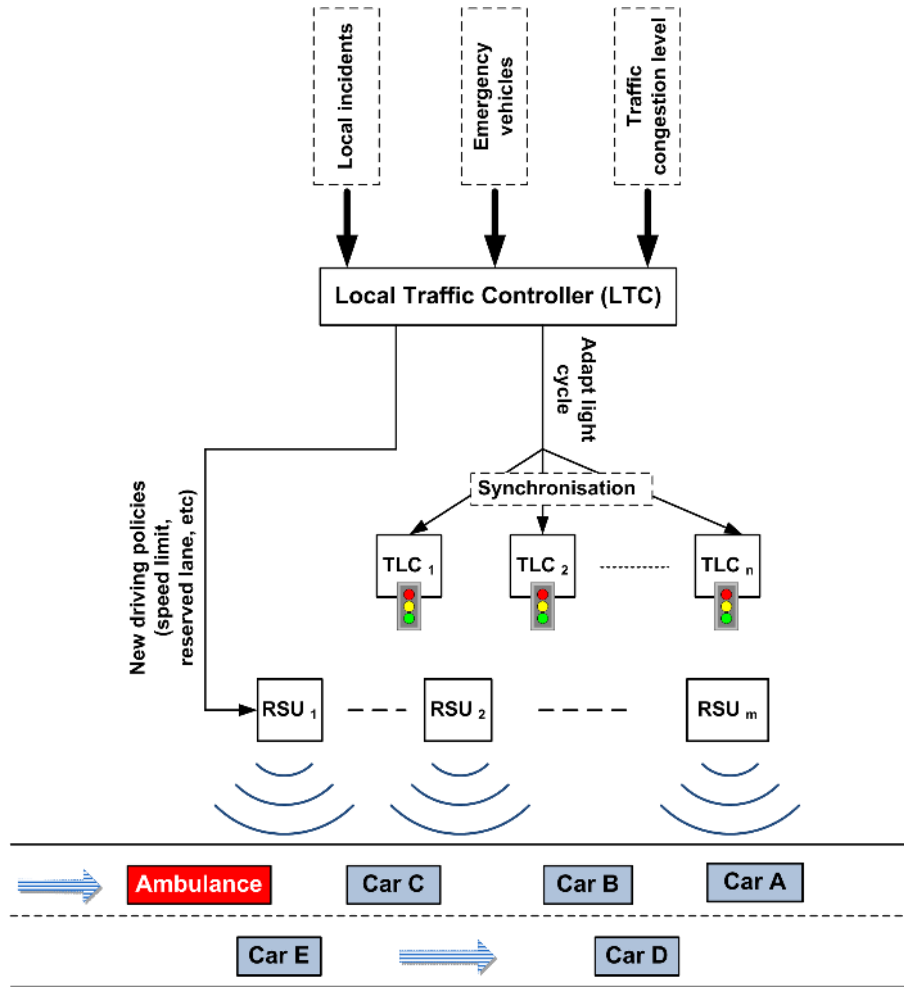 Local incidents
Emergency
vehicles
Traffic
congestion level
Local Traffic Controller (LTC)
Adapt light
cycle
New driving policies
(speed limit,
reserved lane, etc)
Synchronisation
TLC 1
TLC 2
TLC n
RSU 1
RSU 2
RSU m
Ambulance
Car C
Car B
Car A
Car E
Car D